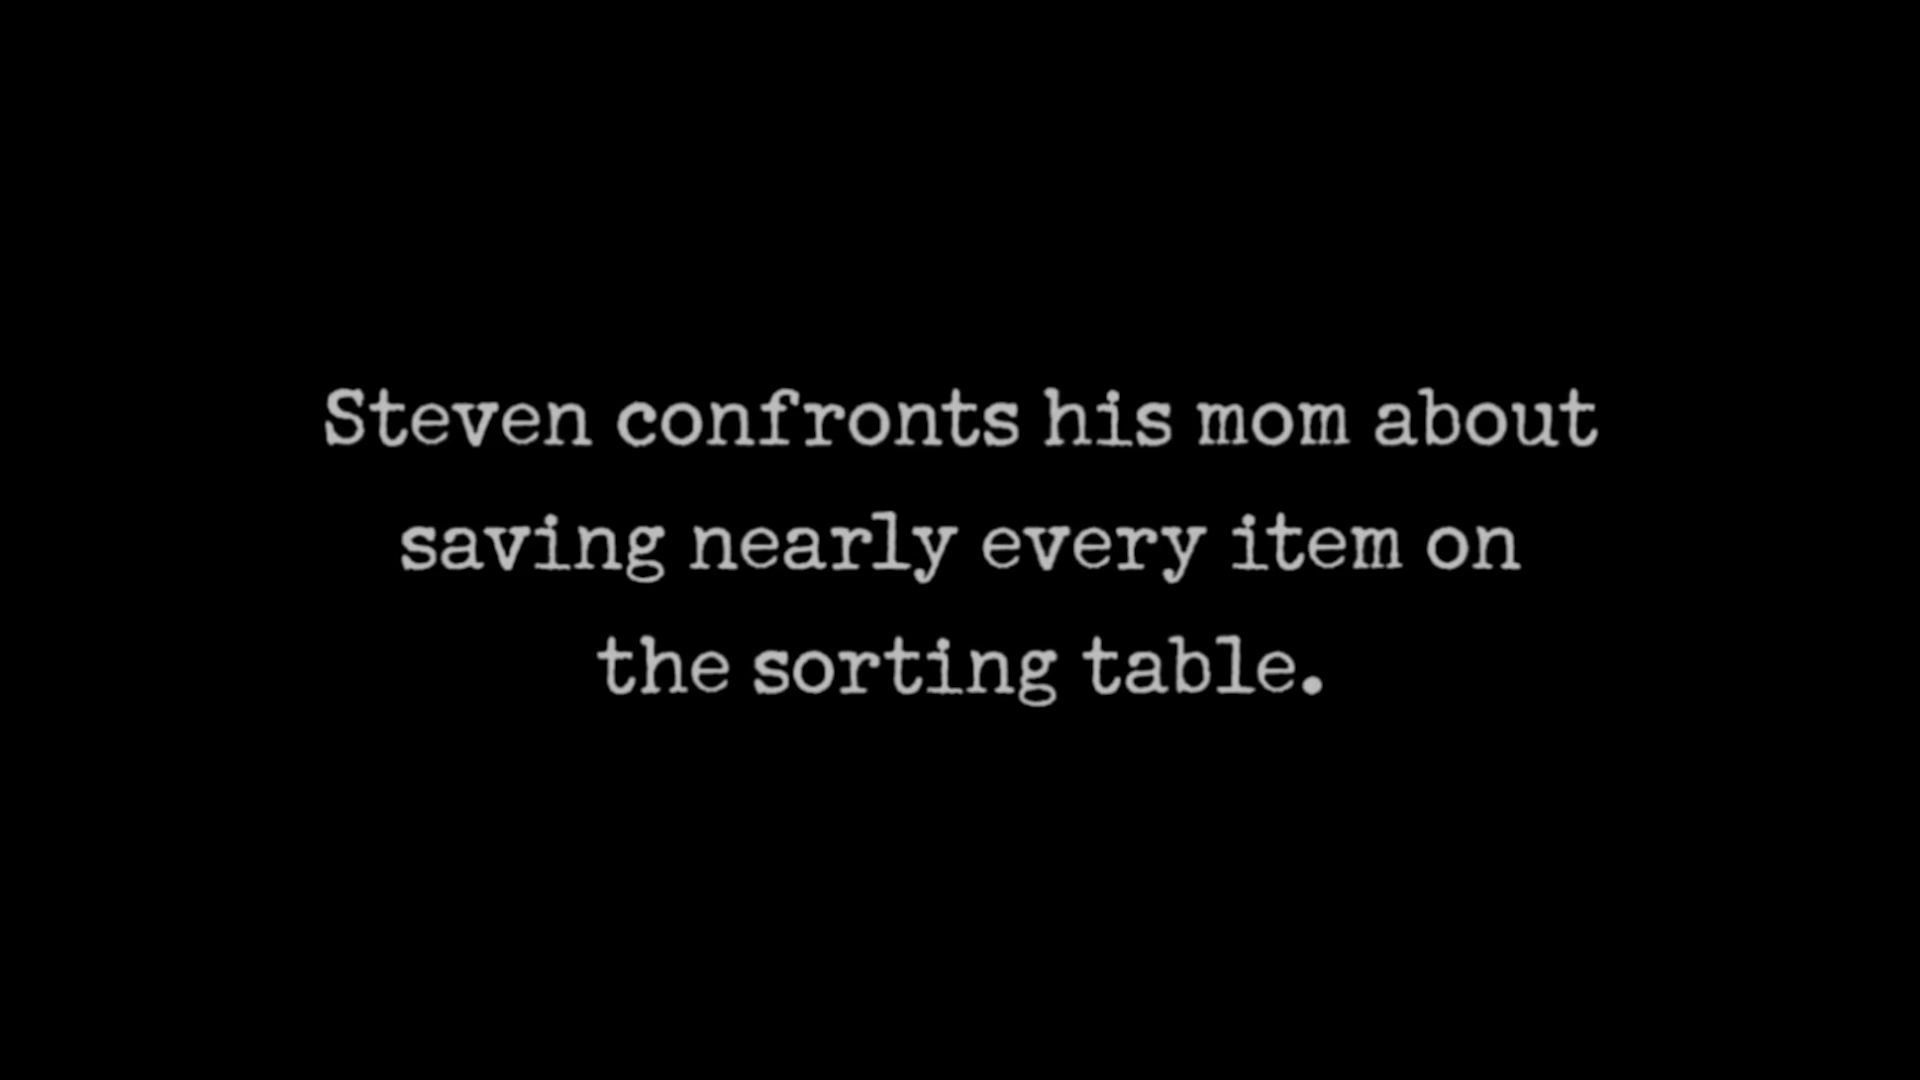 Steven confronts his mom about
saving nearly every item on
the sorting table.